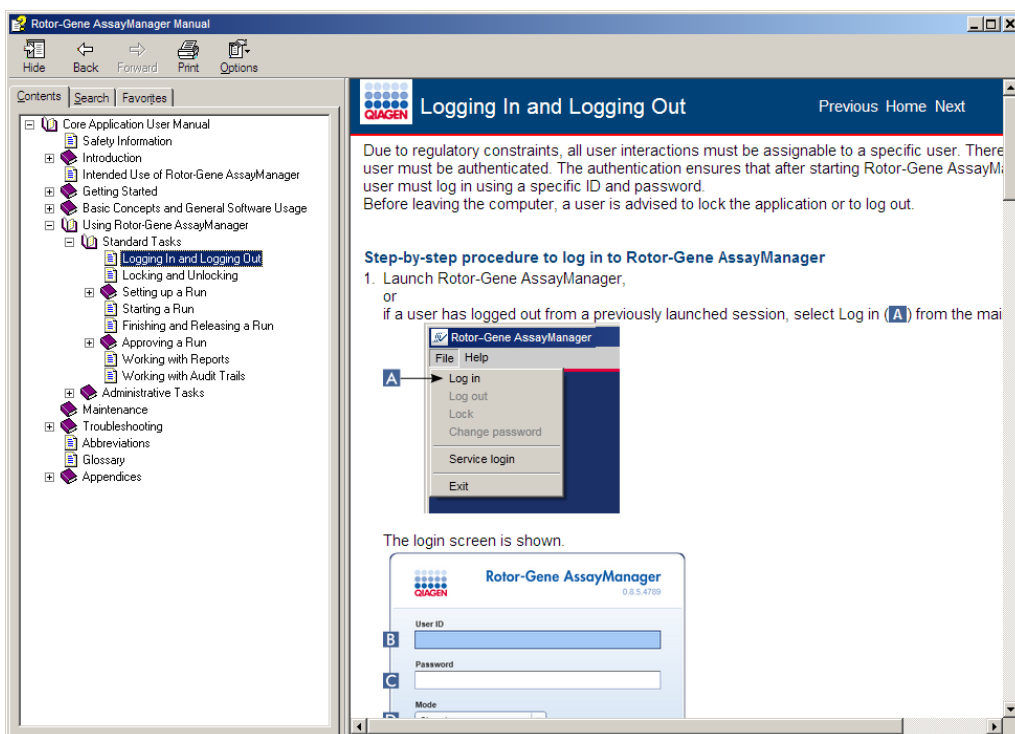 Rotor-Gene AssayManager Manual
Hide Back Forward Print Options
Contents Search Favorites
Core Application User Manual
Safety Information
Introduction
Intended Use of Rotor-Gene AssayManager
Getting Started
Basic Concepts and General Software Usage
Using Rotor-Gene AssayManager
Standard Tasks
Logging In and Logging Out
Locking and Unlocking
Setting up a Run
Starting a Run
Finishing and Releasing a Run
Approving a Run
Working with Reports
Working with Audit Trails
Administrative Tasks
Maintenance
Troubleshooting
Abbreviations
Glossary
Appendices
QIAGEN
Logging In and Logging Out
Previous Home Next
Due to regulatory constraints, all user interactions must be assignable to a specific user. There
user must be authenticated. The authentication ensures that after starting Rotor-Gene AssayM
user must log in using a specific ID and password.
Before leaving the computer, a user is advised to lock the application or to log out.
Step-by-step procedure to log in to Rotor-Gene AssayManager
1. Launch Rotor-Gene AssayManager,
or
if a user has logged out from a previously launched session, select Log in (A) from the mai
Rotor-Gene AssayManager
File Help
A Log in
Log out
Lock
Change password
Service login
Exit
The login screen is shown.
QIAGEN
Rotor-Gene AssayManager
0.8.5.4789
User ID
B
Password
C
Mode